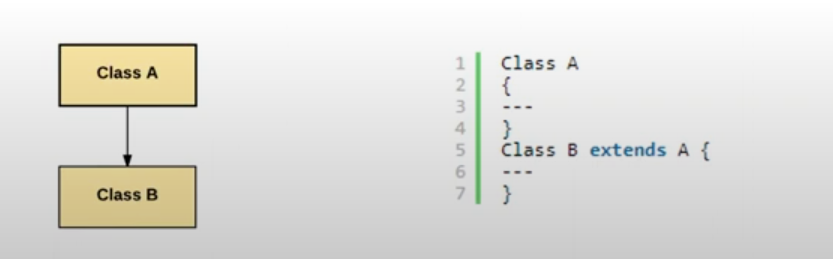 Class A
Class B
1 Class A
2 {
3 ---
4 }
5 Class B extends A {
6 ---
7 }